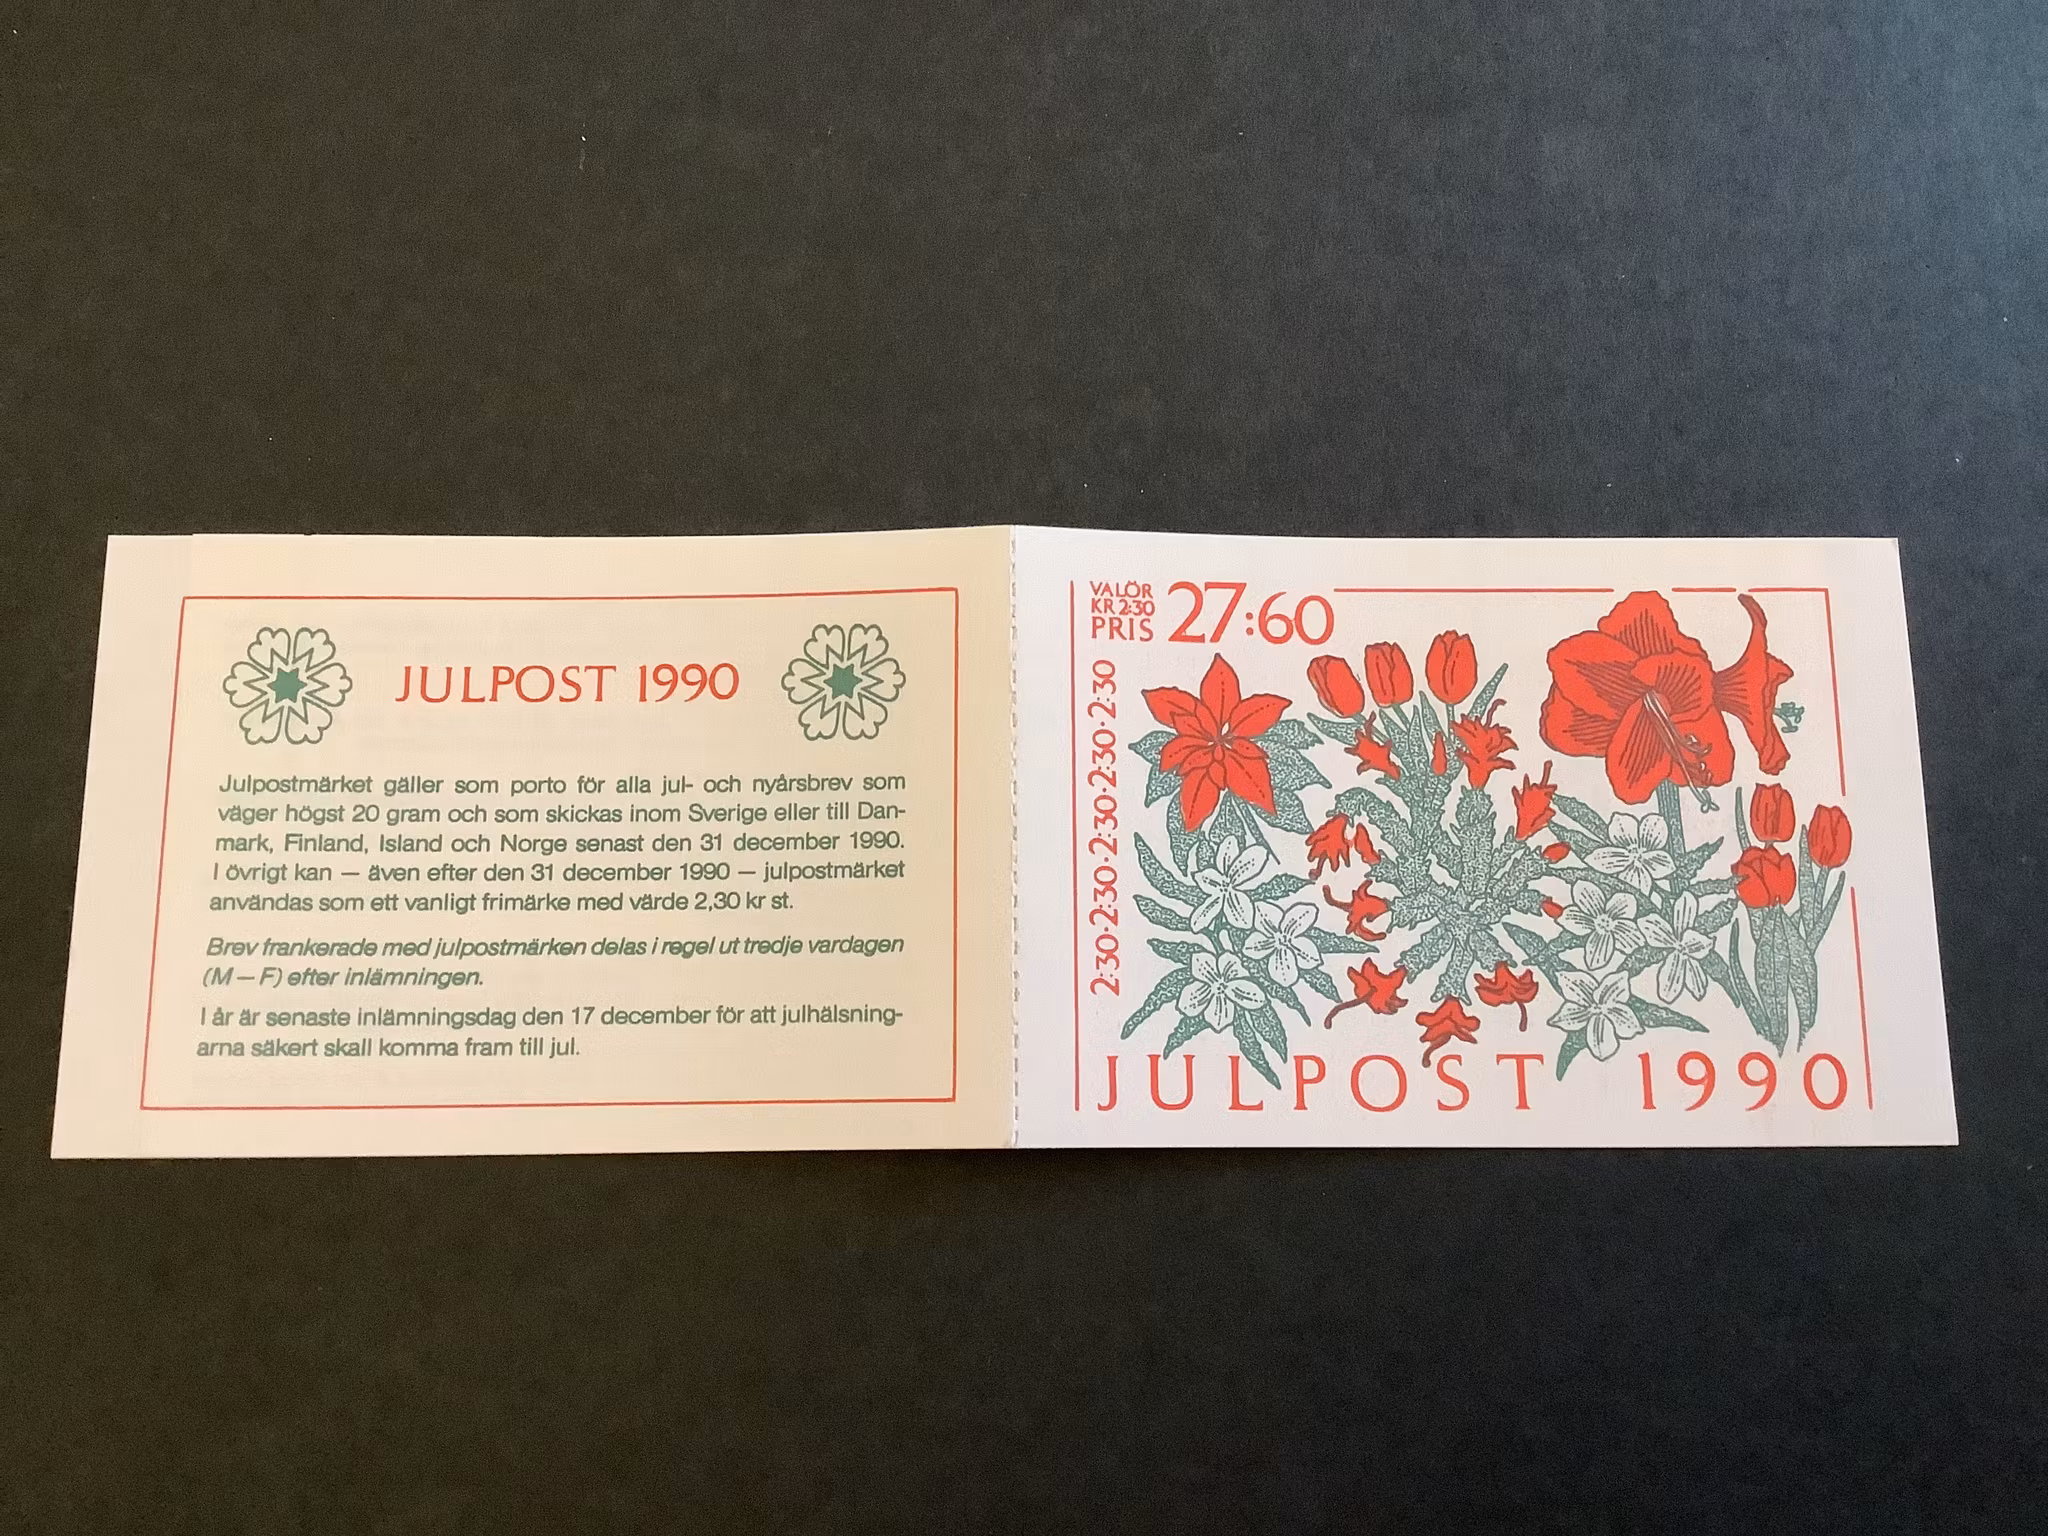 JULPOST 1990
Julpostmärket gäller som porto för alla jul- och nyårsbrev som
väger högst 20 gram och som skickas inom Sverige eller till Dan-
mark, Finland, Island och Norge senast den 31 december 1990.
I övrigt kan — även efter den 31 december 1990 — julpostmärket
användas som ett vanligt frimärke med värde 2,30 kr st.
Brev frankerade med julpostmärken delas i regel ut tredje vardagen
(M – F) efter inlämningen.
I år är senaste inlämningsdag den 17 december för att julhälsning-
arna säkert skall komma fram till jul.
VALÖR
KR 2:30
PRIS
27:60
2:30·2:30·2:30·2:30·2:30
JULPOST 1990